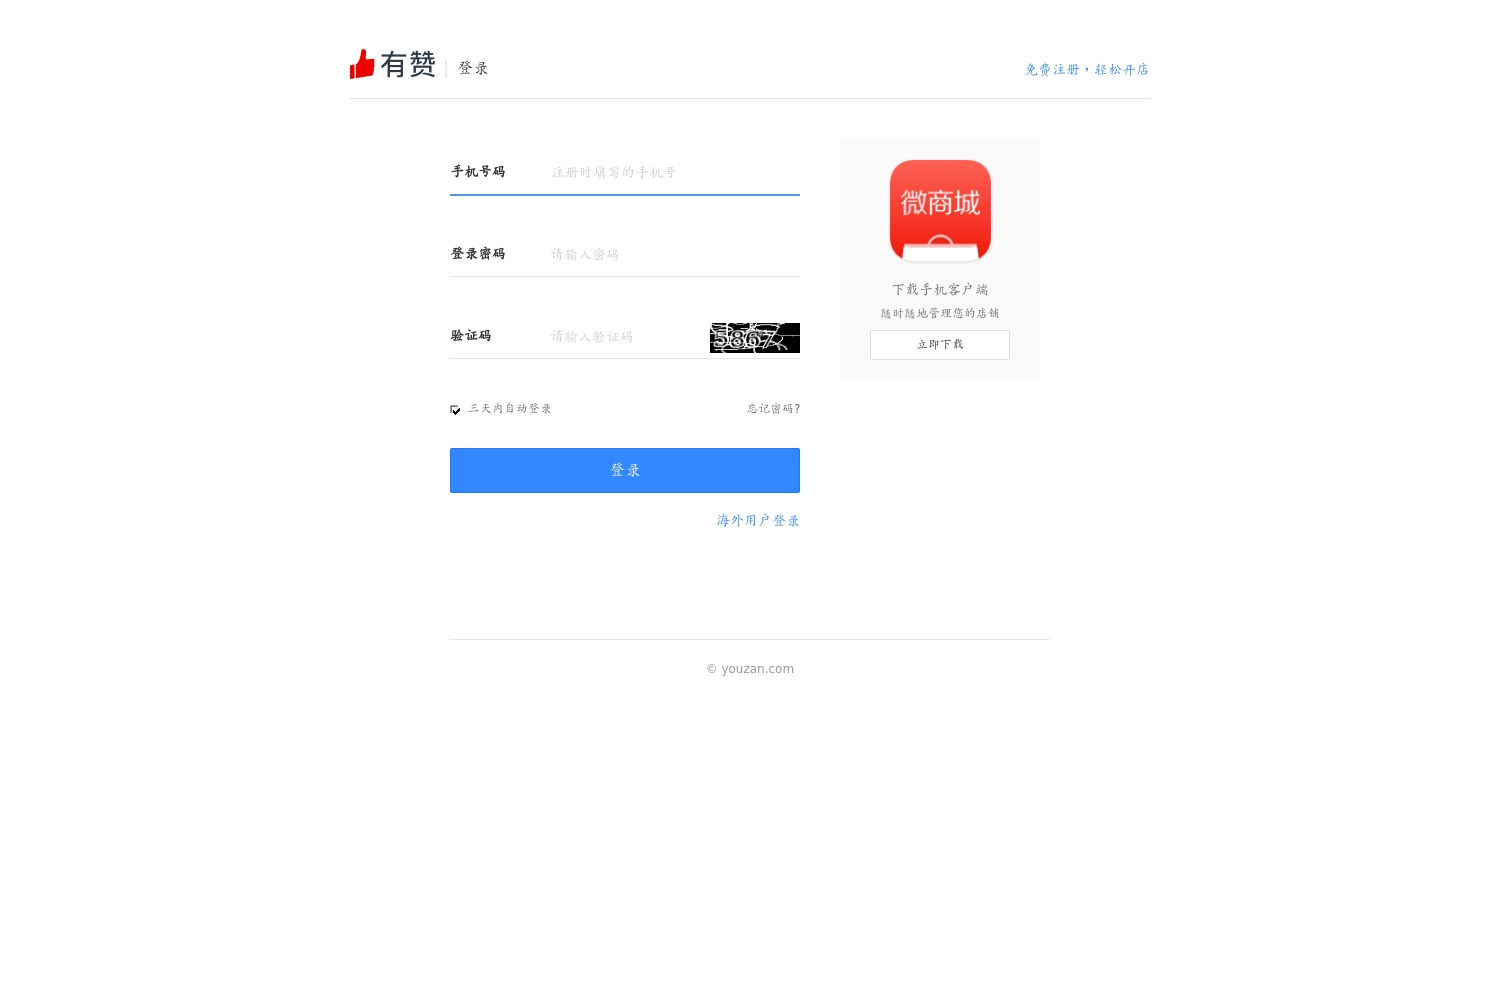 有赞
登录
免费注册，轻松开店
手机号码
注册时填写的手机号
登录密码
请输入密码
验证码
请输入验证码
5867
三天内自动登录
忘记密码?
登录
海外用户登录
微商城
下载手机客户端
随时随地管理您的店铺
立即下载
© youzan.com